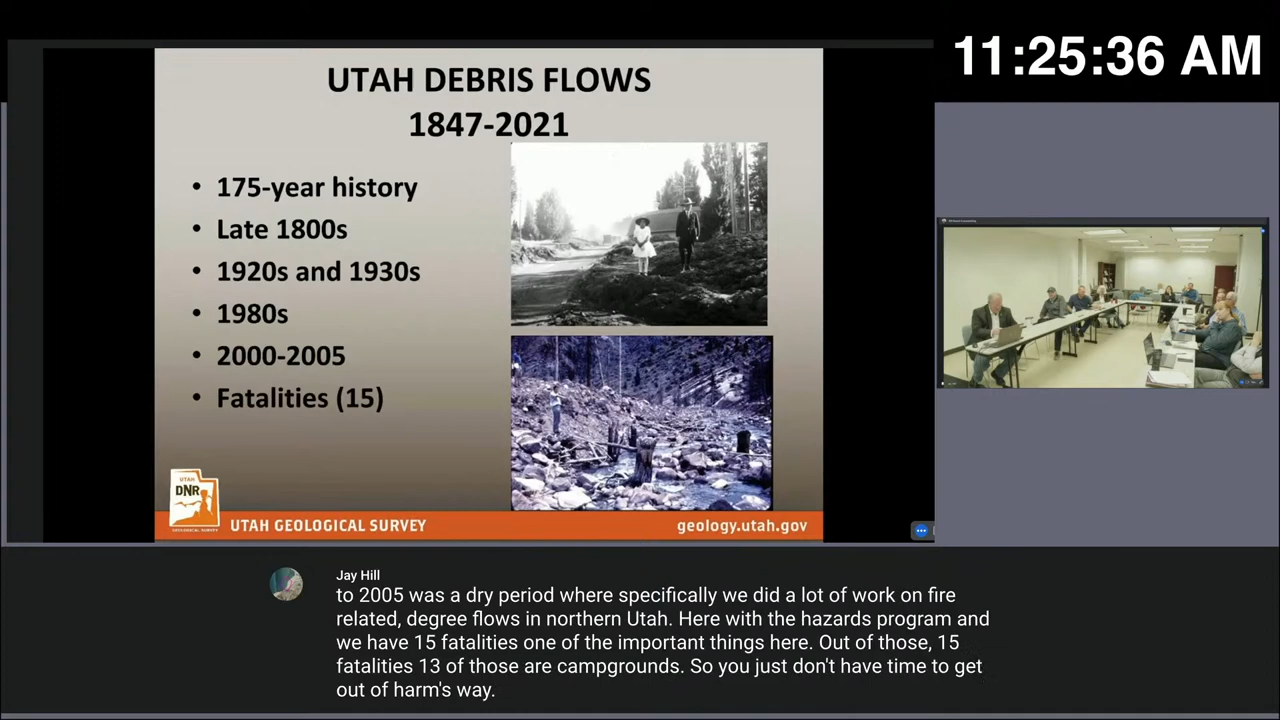 11:25:36 AM
UTAH DEBRIS FLOWS
1847-2021
• 175-year history
• Late 1800s
• 1920s and 1930s
• 1980s
• 2000-2005
• Fatalities (15)
UTAH
DNR
GEOLOGICAL SURVEY
UTAH GEOLOGICAL SURVEY
geology.utah.gov
Jay Hill
to 2005 was a dry period where specifically we did a lot of work on fire
related, degree flows in northern Utah. Here with the hazards program and
we have 15 fatalities one of the important things here. Out of those, 15
fatalities 13 of those are campgrounds. So you just don't have time to get
out of harm's way.